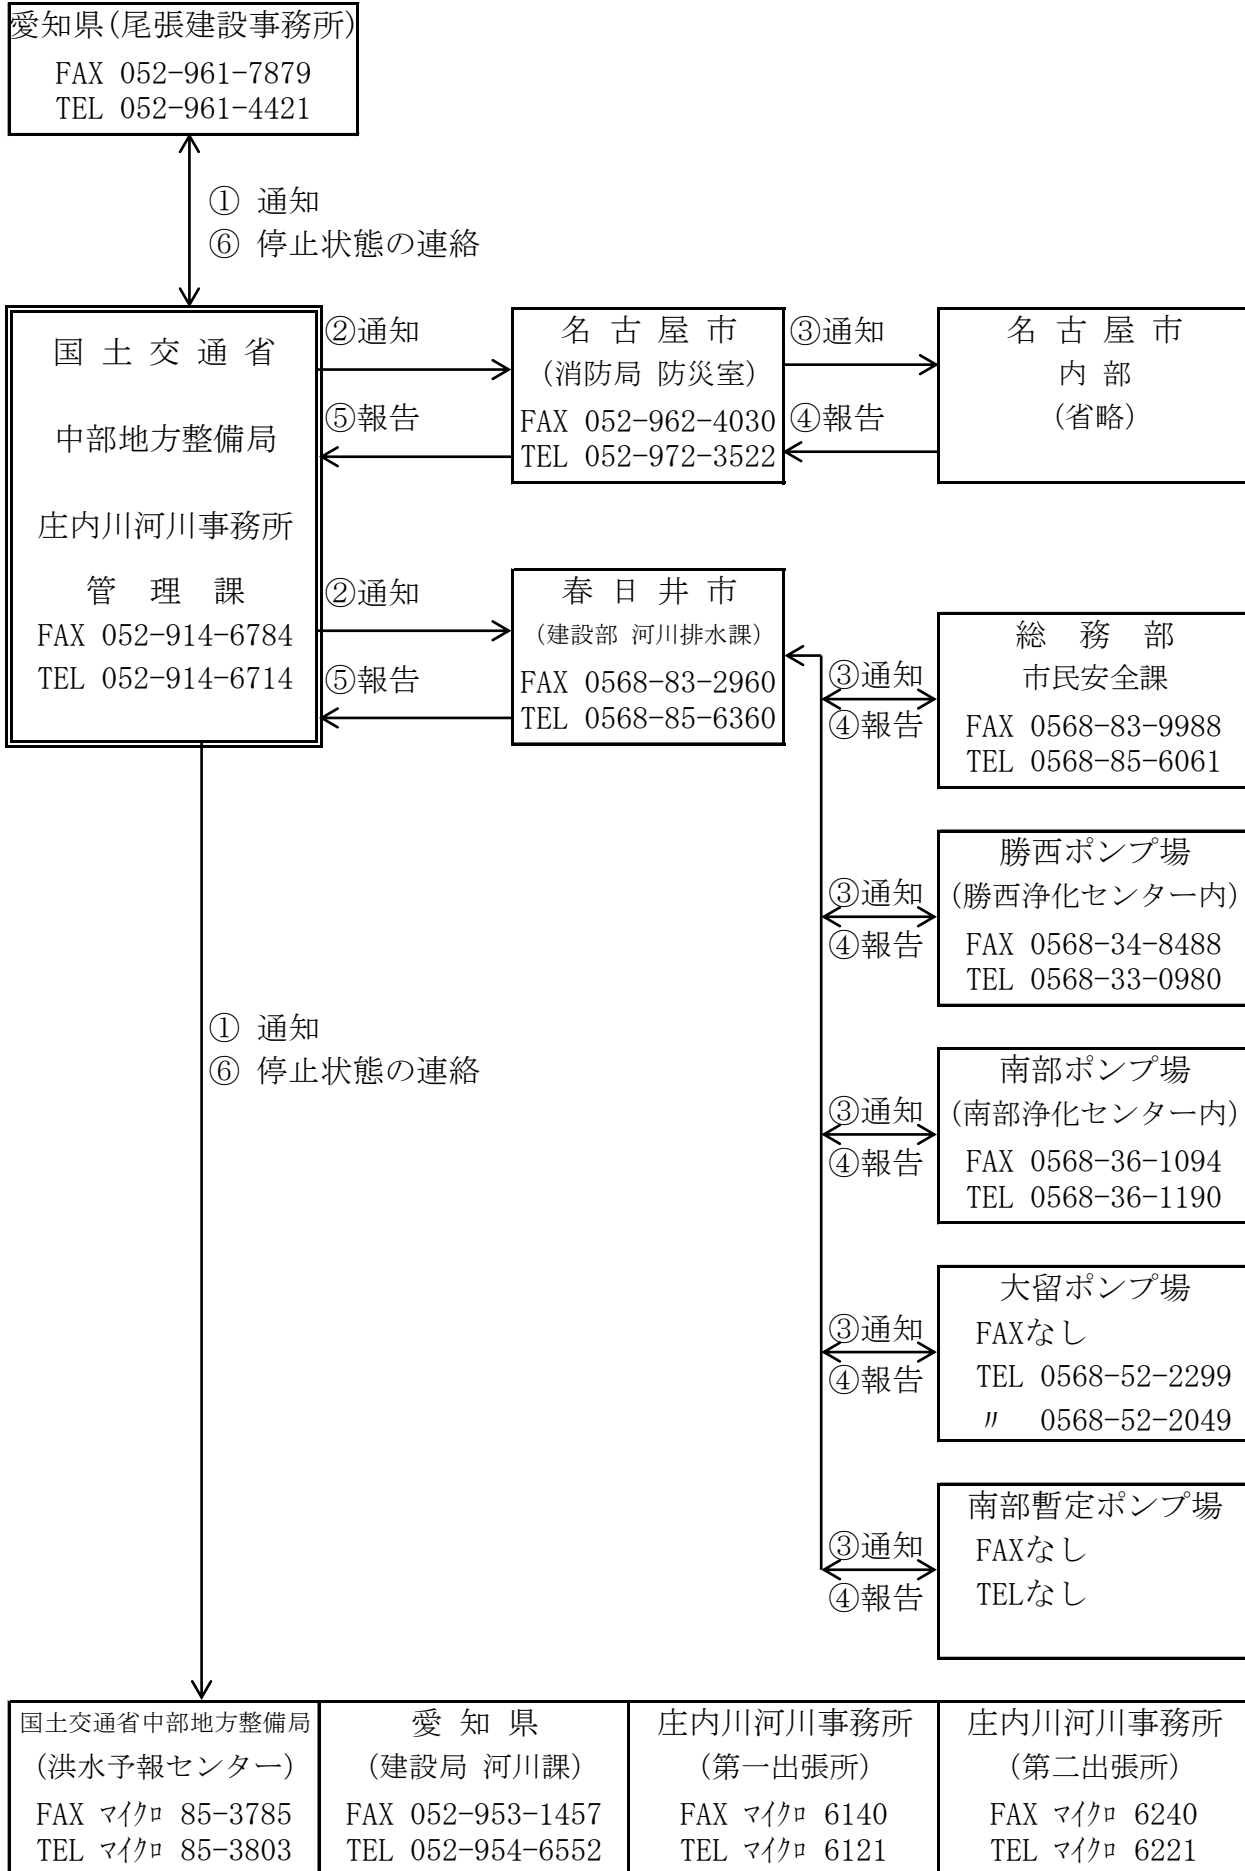 愛知県(尾張建設事務所)
FAX 052-961-7879
TEL 052-961-4421
① 通知
⑥ 停止状態の連絡
国 土 交 通 省
中部地方整備局
庄内川河川事務所
管 理 課
FAX 052-914-6784
TEL 052-914-6714
②通知
⑤報告
名 古 屋 市
(消防局 防災室)
FAX 052-962-4030
TEL 052-972-3522
③通知
④報告
名 古 屋 市
内 部
(省略)
②通知
⑤報告
春 日 井 市
(建設部 河川排水課)
FAX 0568-83-2960
TEL 0568-85-6360
③通知
④報告
総 務 部
市民安全課
FAX 0568-83-9988
TEL 0568-85-6061
③通知
④報告
勝西ポンプ場
(勝西浄化センター内)
FAX 0568-34-8488
TEL 0568-33-0980
① 通知
⑥ 停止状態の連絡
③通知
④報告
南部ポンプ場
(南部浄化センター内)
FAX 0568-36-1094
TEL 0568-36-1190
③通知
④報告
大留ポンプ場
FAXなし
TEL 0568-52-2299
〃 0568-52-2049
③通知
④報告
南部暫定ポンプ場
FAXなし
TELなし
国土交通省中部地方整備局
(洪水予報センター)
FAX ﾏｲｸﾛ 85-3785
TEL ﾏｲｸﾛ 85-3803
愛 知 県
(建設局 河川課)
FAX 052-953-1457
TEL 052-954-6552
庄内川河川事務所
(第一出張所)
FAX ﾏｲｸﾛ 6140
TEL ﾏｲｸﾛ 6121
庄内川河川事務所
(第二出張所)
FAX ﾏｲｸﾛ 6240
TEL ﾏｲｸﾛ 6221